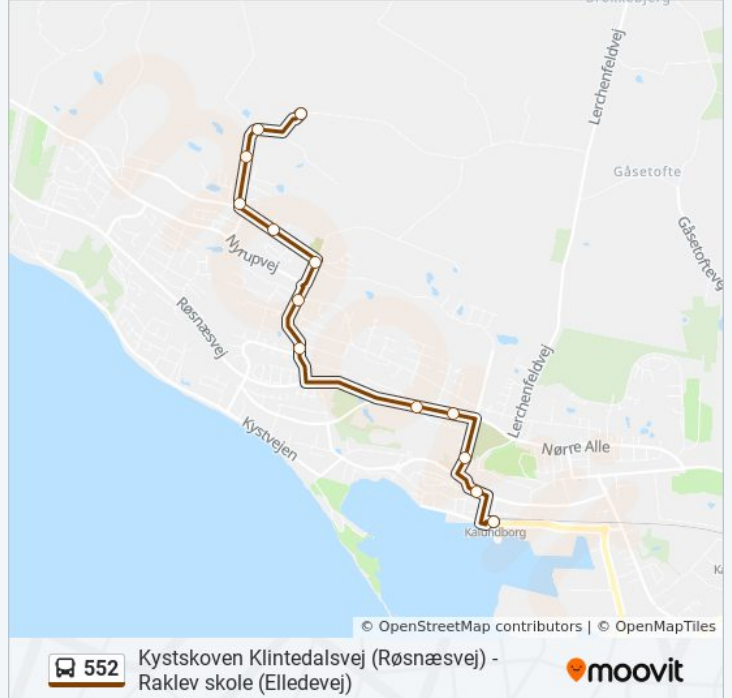 Lerchenfeldvej
Gåsetofte
Gåsetoftevej
Nyrupvej
Røsnæsvej
Lerchenfeldvej
Kystvejen
Nørre Alle
Kalundborg
© OpenStreetMap contributors | © OpenMapTiles
552
Kystskoven Klintedalsvej (Røsnæsvej) -
Raklev skole (Elledevej)
moovit